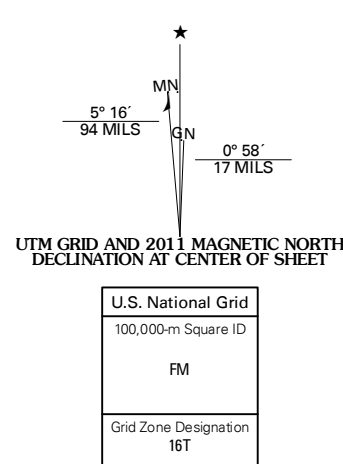 ★
MN
5° 16´
94 MILS
GN
0° 58´
17 MILS
UTM GRID AND 2011 MAGNETIC NORTH
DECLINATION AT CENTER OF SHEET
U.S. National Grid
100,000-m Square ID
FM
Grid Zone Designation
16T